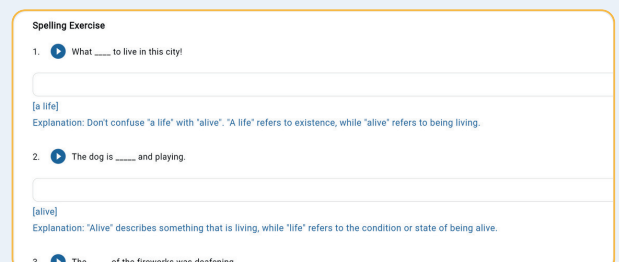 Spelling Exercise
1. What ____ to live in this city!
[a life]
Explanation: Don't confuse "a life" with "alive". "A life" refers to existence, while "alive" refers to being living.
2. The dog is _____ and playing.
[alive]
Explanation: "Alive" describes something that is living, while "life" refers to the condition or state of being alive.
3. The _____ of the fireworks was deafening.